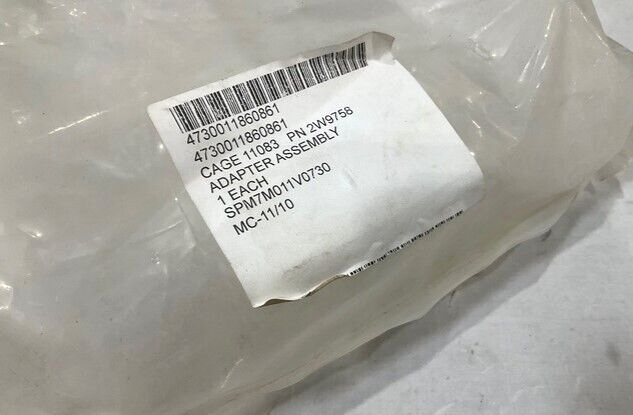 4730011860861
4730011860861
CAGE 11083 PN 2W9758
ADAPTER ASSEMBLY
1 EACH
SPM7M011V0730
MC-11/10